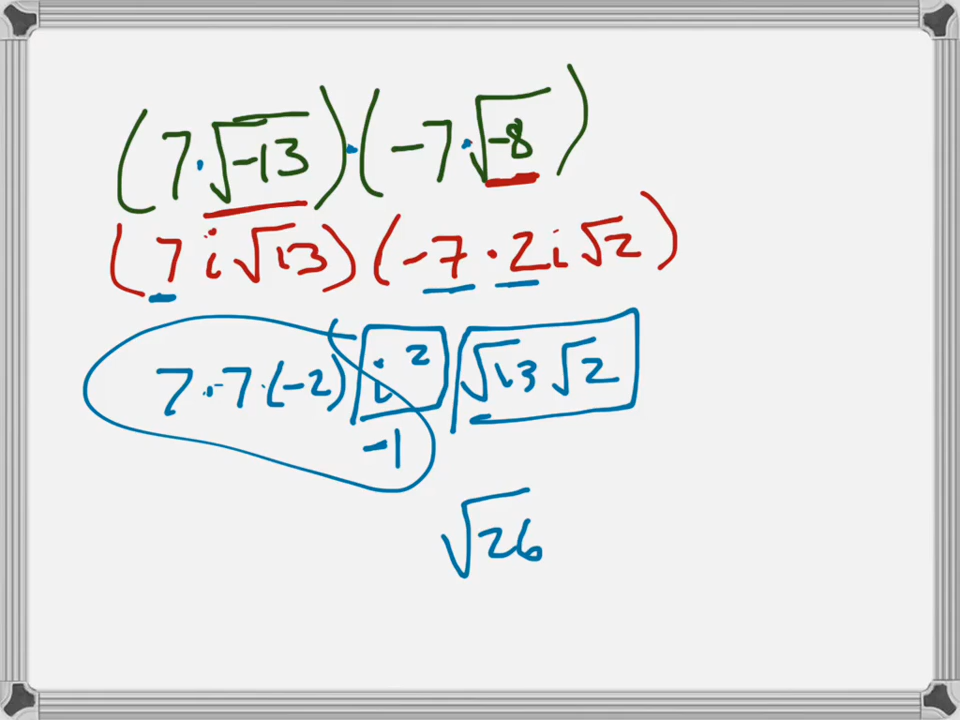 (7·√-13)·(-7·√-8)
(7i√13)(-7·2i√2)
7·-7·(-2) i² √13 √2
-1
√26